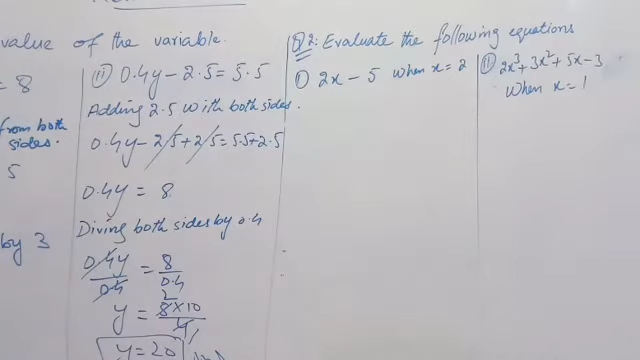 value of the variable.
= 8
from both
sides.
5
by 3
(ii) 0.4y - 2.5 = 5.5
Adding 2.5 with both sides.
0.4y - 2/5 + 2/5 = 5.5 + 2.5
0.4y = 8
Diving both sides by 0.4
0.4y/0.4 = 8/0.4
2
y = 8 × 10/4 1
y = 20
Q2: Evaluate the following equations
(i) 2x - 5 when x = 2
(ii) 2x³ + 3x² + 5x - 3
when x = 1